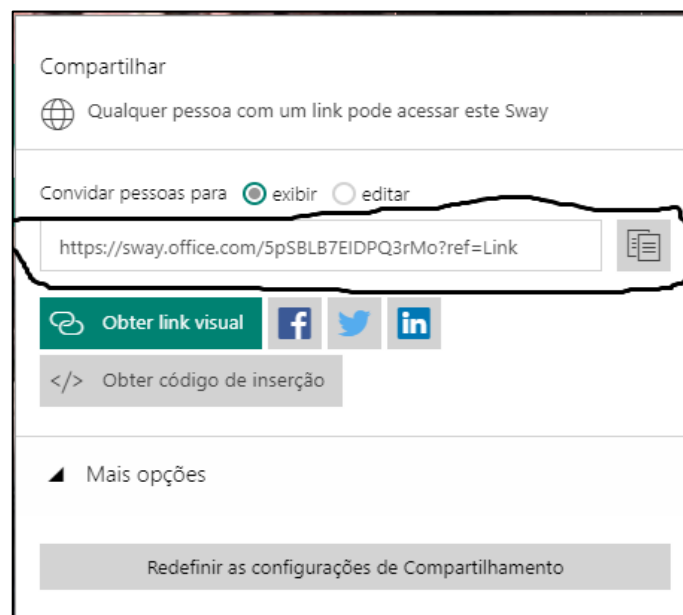 Compartilhar
Qualquer pessoa com um link pode acessar este Sway
Convidar pessoas para exibir editar
https://sway.office.com/5pSBLB7EIDPQ3rMo?ref=Link
Obter link visual f in
</> Obter código de inserção
Mais opções
Redefinir as configurações de Compartilhamento